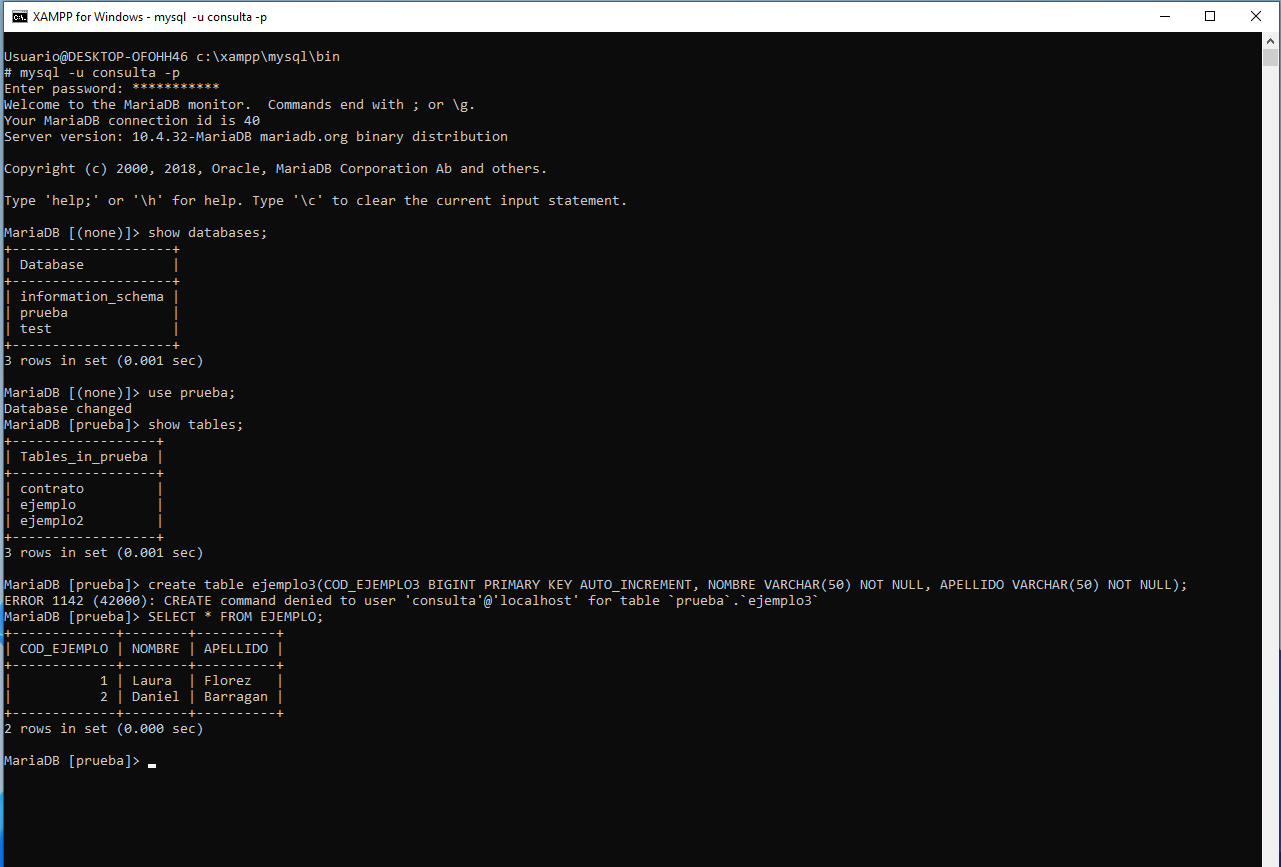 XAMPP for Windows - mysql  -u consulta -p
Usuario@DESKTOP-OFOHH46 c:\xampp\mysql\bin
# mysql -u consulta -p
Enter password: ***********
Welcome to the MariaDB monitor.  Commands end with ; or \g.
Your MariaDB connection id is 40
Server version: 10.4.32-MariaDB mariadb.org binary distribution

Copyright (c) 2000, 2018, Oracle, MariaDB Corporation Ab and others.

Type 'help;' or '\h' for help. Type '\c' to clear the current input statement.

MariaDB [(none)]> show databases;
+--------------------+
| Database           |
+--------------------+
| information_schema |
| prueba             |
| test               |
+--------------------+
3 rows in set (0.001 sec)

MariaDB [(none)]> use prueba;
Database changed
MariaDB [prueba]> show tables;
+------------------+
| Tables_in_prueba |
+------------------+
| contrato         |
| ejemplo          |
| ejemplo2         |
+------------------+
3 rows in set (0.001 sec)

MariaDB [prueba]> create table ejemplo3(COD_EJEMPLO3 BIGINT PRIMARY KEY AUTO_INCREMENT, NOMBRE VARCHAR(50) NOT NULL, APELLIDO VARCHAR(50) NOT NULL);
ERROR 1142 (42000): CREATE command denied to user 'consulta'@'localhost' for table `prueba`.`ejemplo3`
MariaDB [prueba]> SELECT * FROM EJEMPLO;
+-------------+--------+----------+
| COD_EJEMPLO | NOMBRE | APELLIDO |
+-------------+--------+----------+
|           1 | Laura  | Florez   |
|           2 | Daniel | Barragan |
+-------------+--------+----------+
2 rows in set (0.000 sec)

MariaDB [prueba]> _